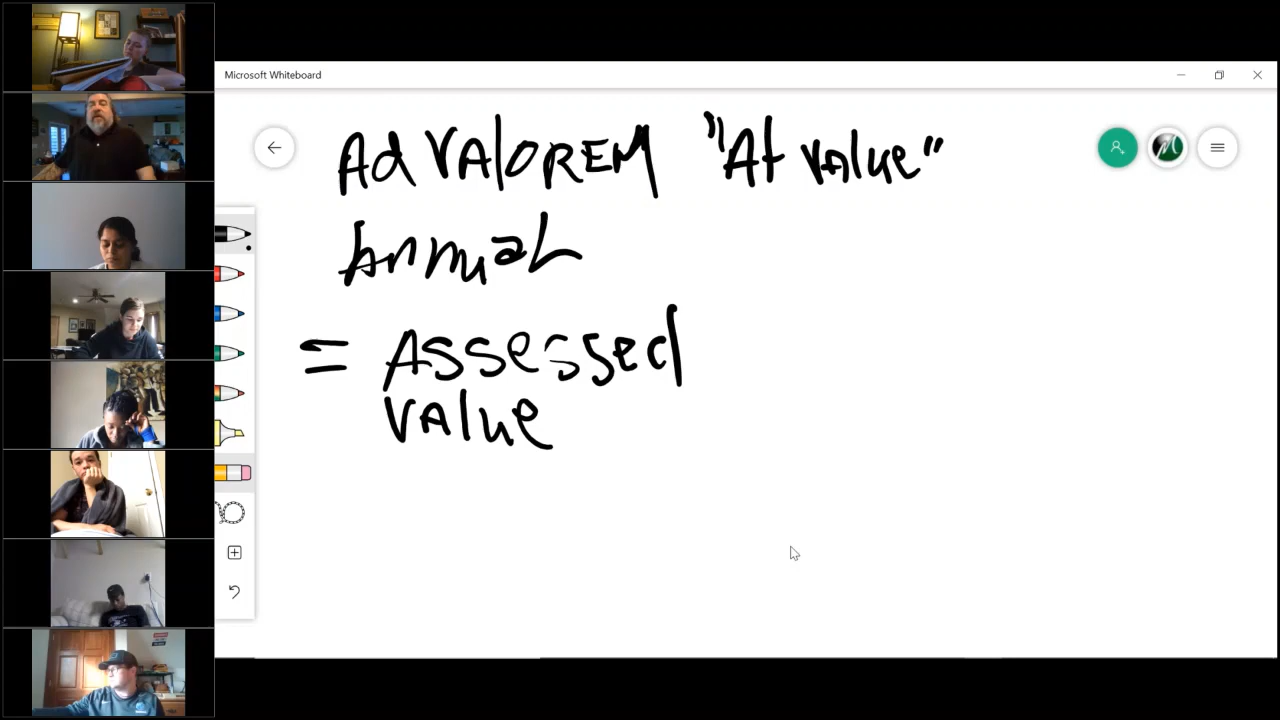 Microsoft Whiteboard
Ad VAlOREM "At value"
Annual
= Assessed
value